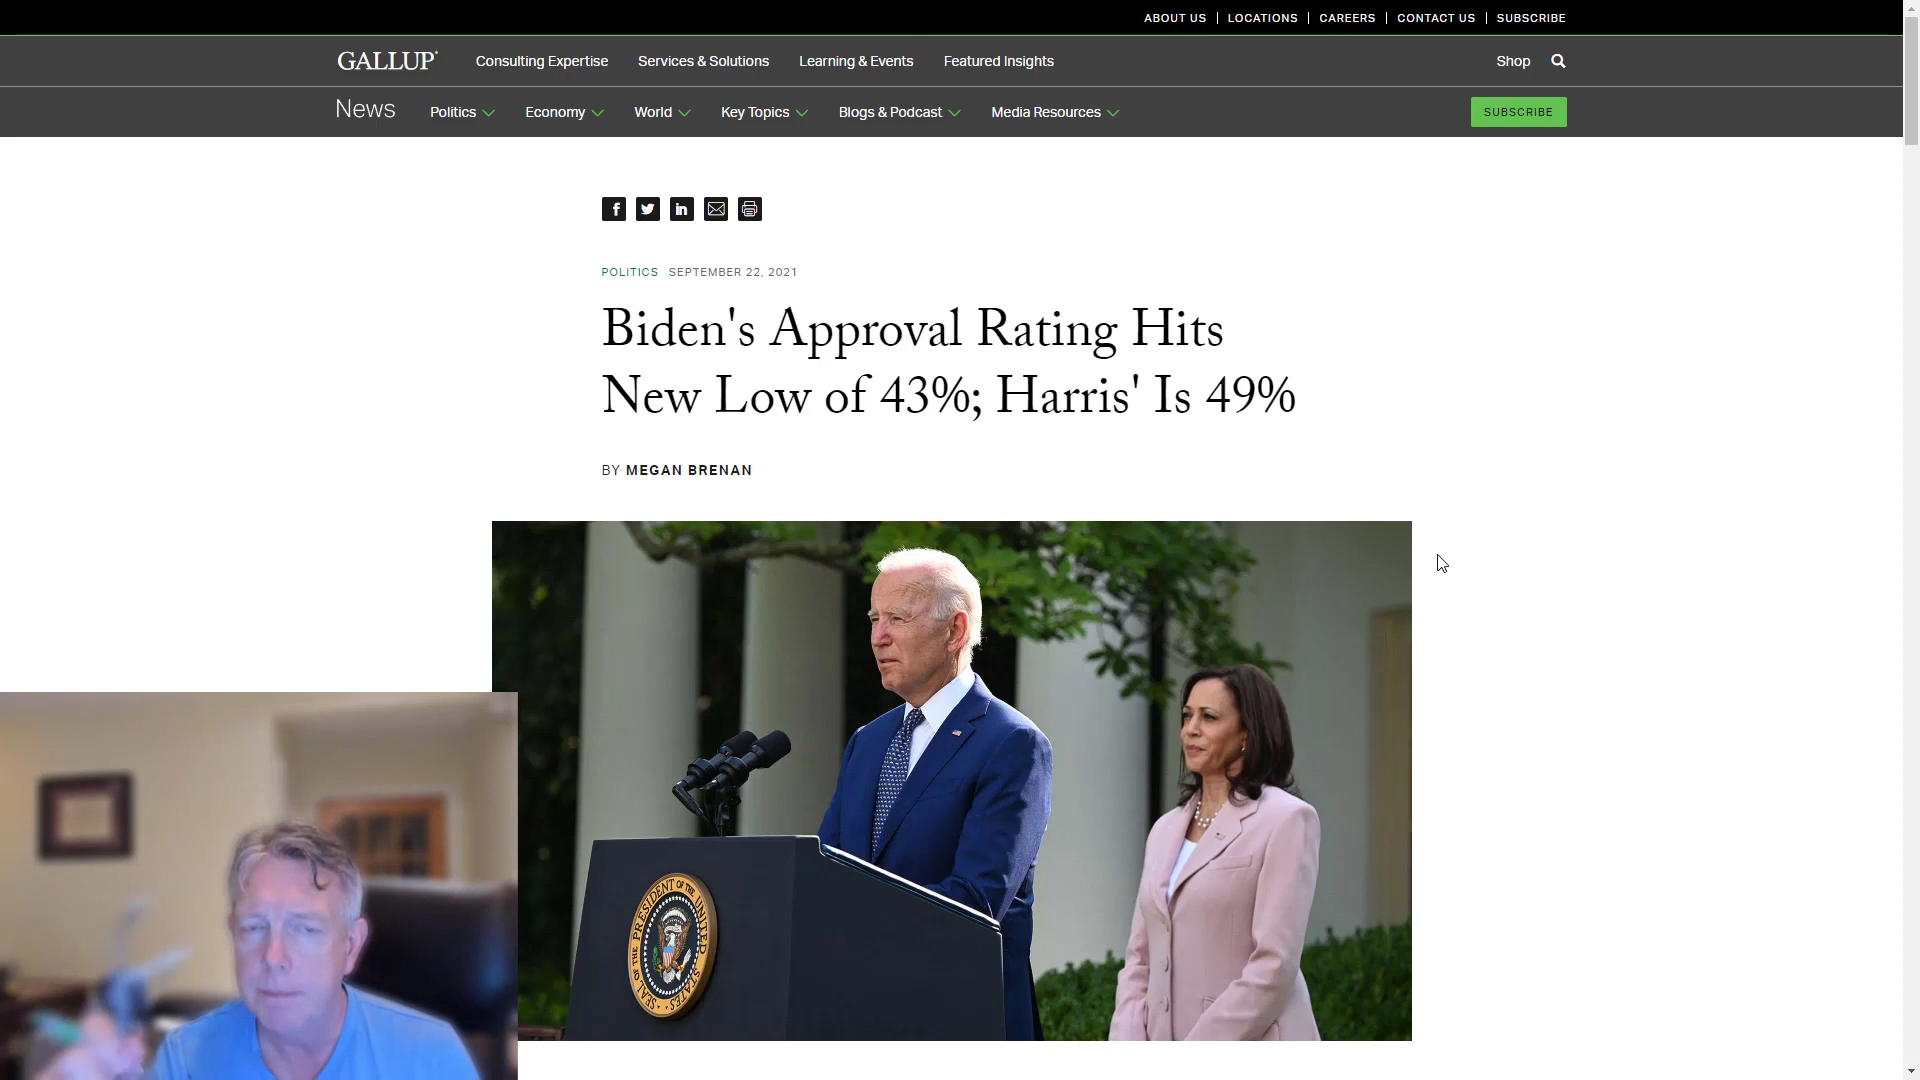 ABOUT US | LOCATIONS | CAREERS | CONTACT US | SUBSCRIBE
GALLUP® Consulting Expertise Services & Solutions Learning & Events Featured Insights Shop
News Politics Economy World Key Topics Blogs & Podcast Media Resources SUBSCRIBE
POLITICS SEPTEMBER 22, 2021
Biden's Approval Rating Hits
New Low of 43%; Harris' Is 49%
BY MEGAN BRENAN
SEAL OF THE PRESIDENT OF THE UNITED STATES